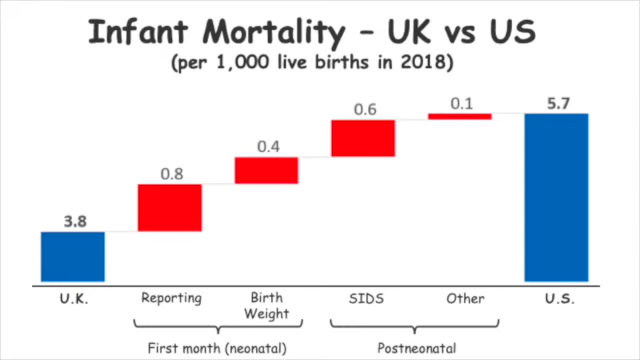 Infant Mortality – UK vs US
(per 1,000 live births in 2018)
3.8
0.8
0.4
0.6
0.1
5.7
U.K.
Reporting
Birth
Weight
SIDS
Other
U.S.
First month (neonatal)
Postneonatal